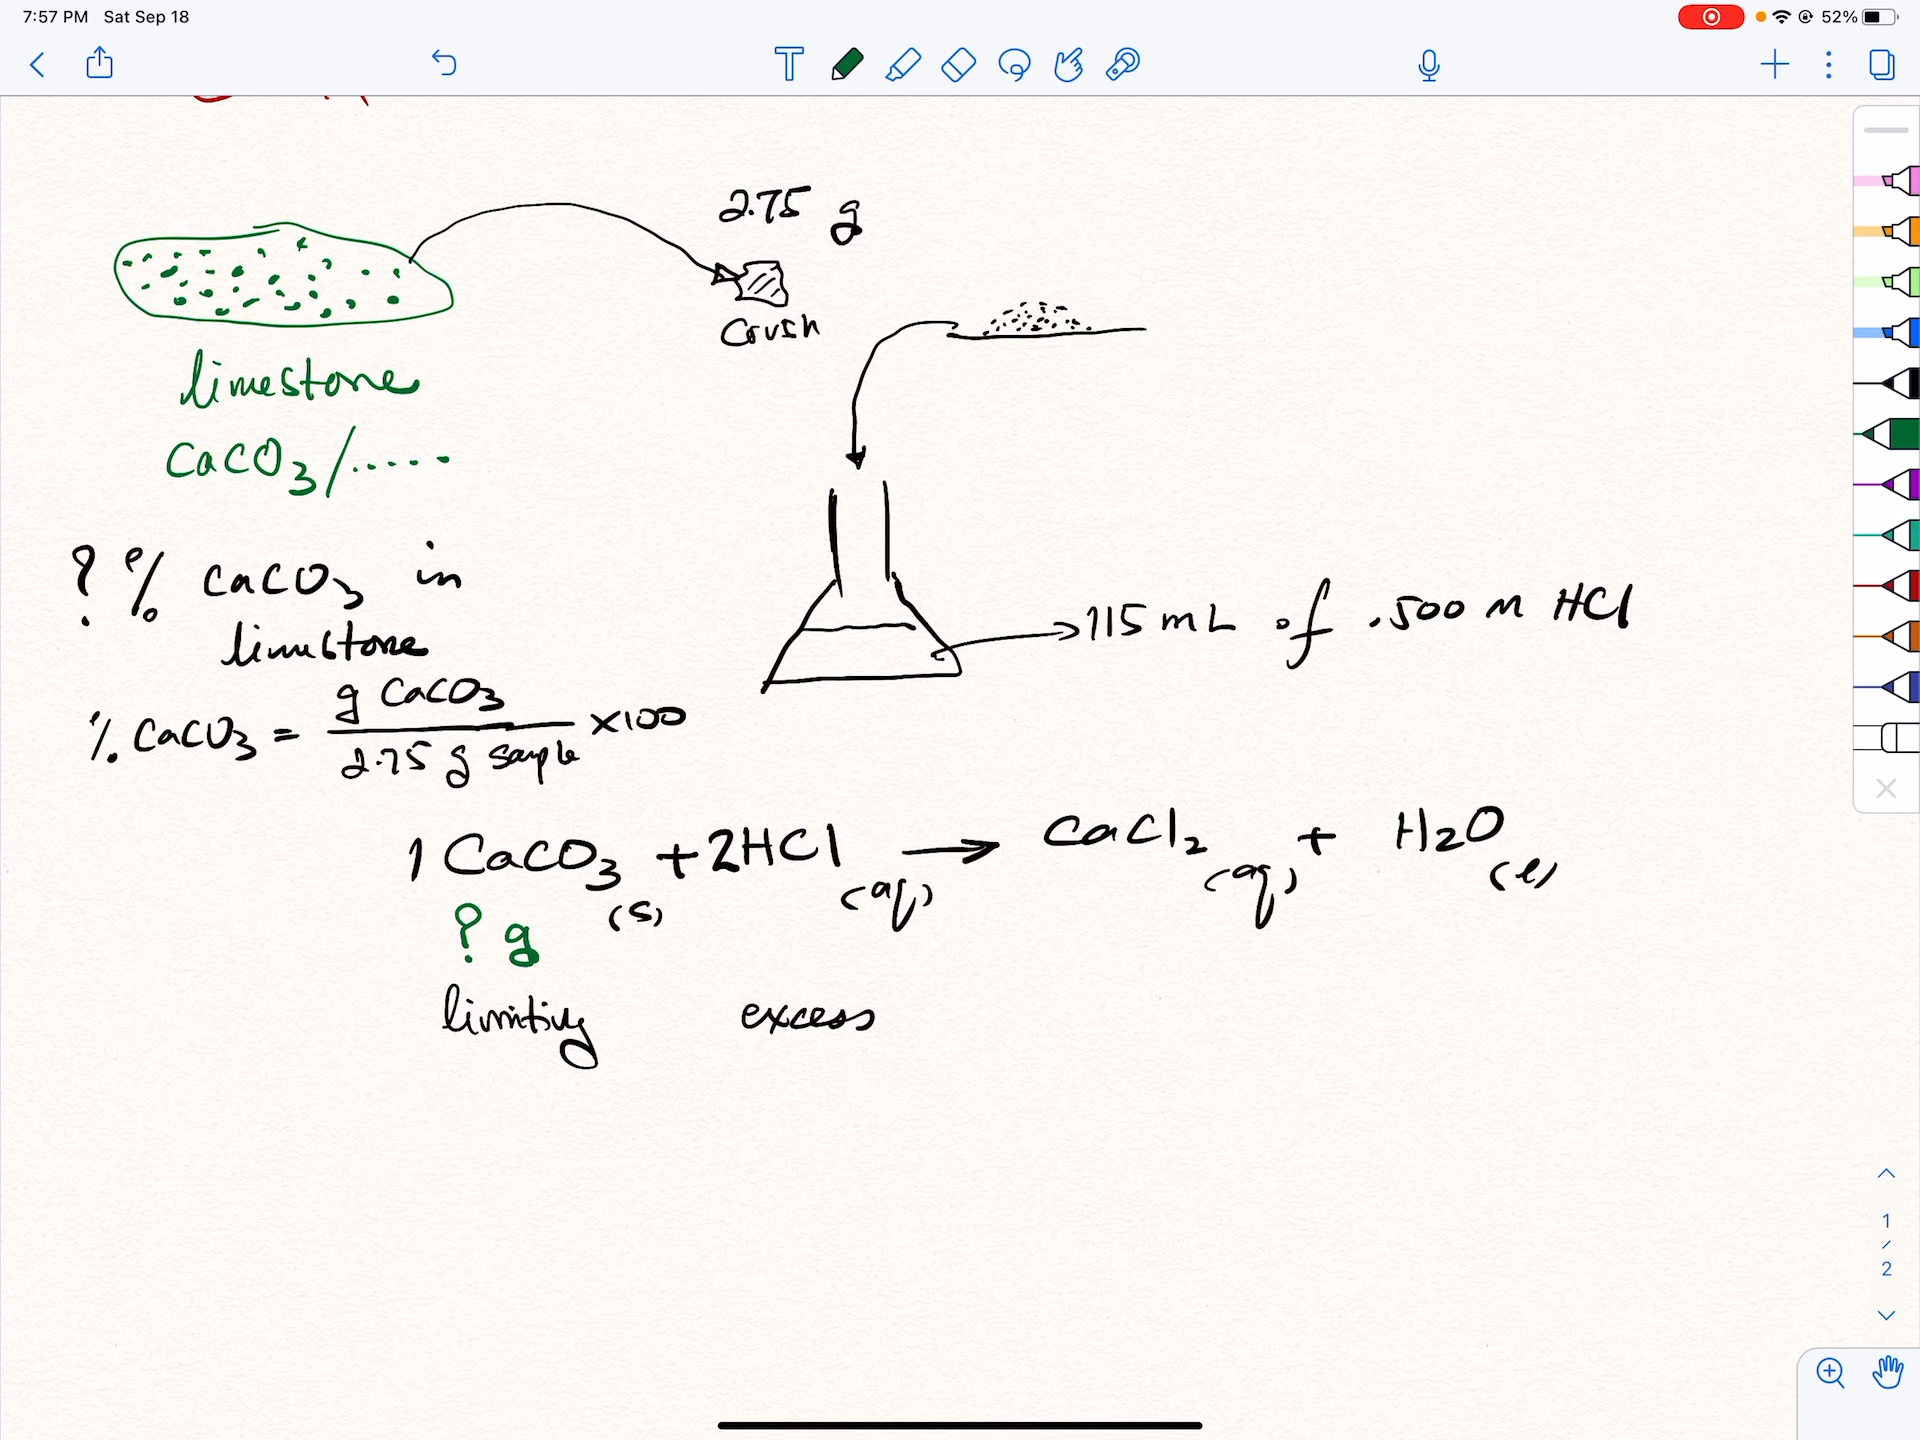 7:57 PM Sat Sep 18
52%
2.75 g
crush
limestone
CaCO3/.....
? % CaCO3 in
limestone
115 mL of .500 M HCl
% CaCO3 = g CaCO3 / 2.75 g sample ×100
1 CaCO3 (s) + 2HCl (aq) → CaCl2 (aq) + H2O (l)
? g
limiting excess
1 / 2